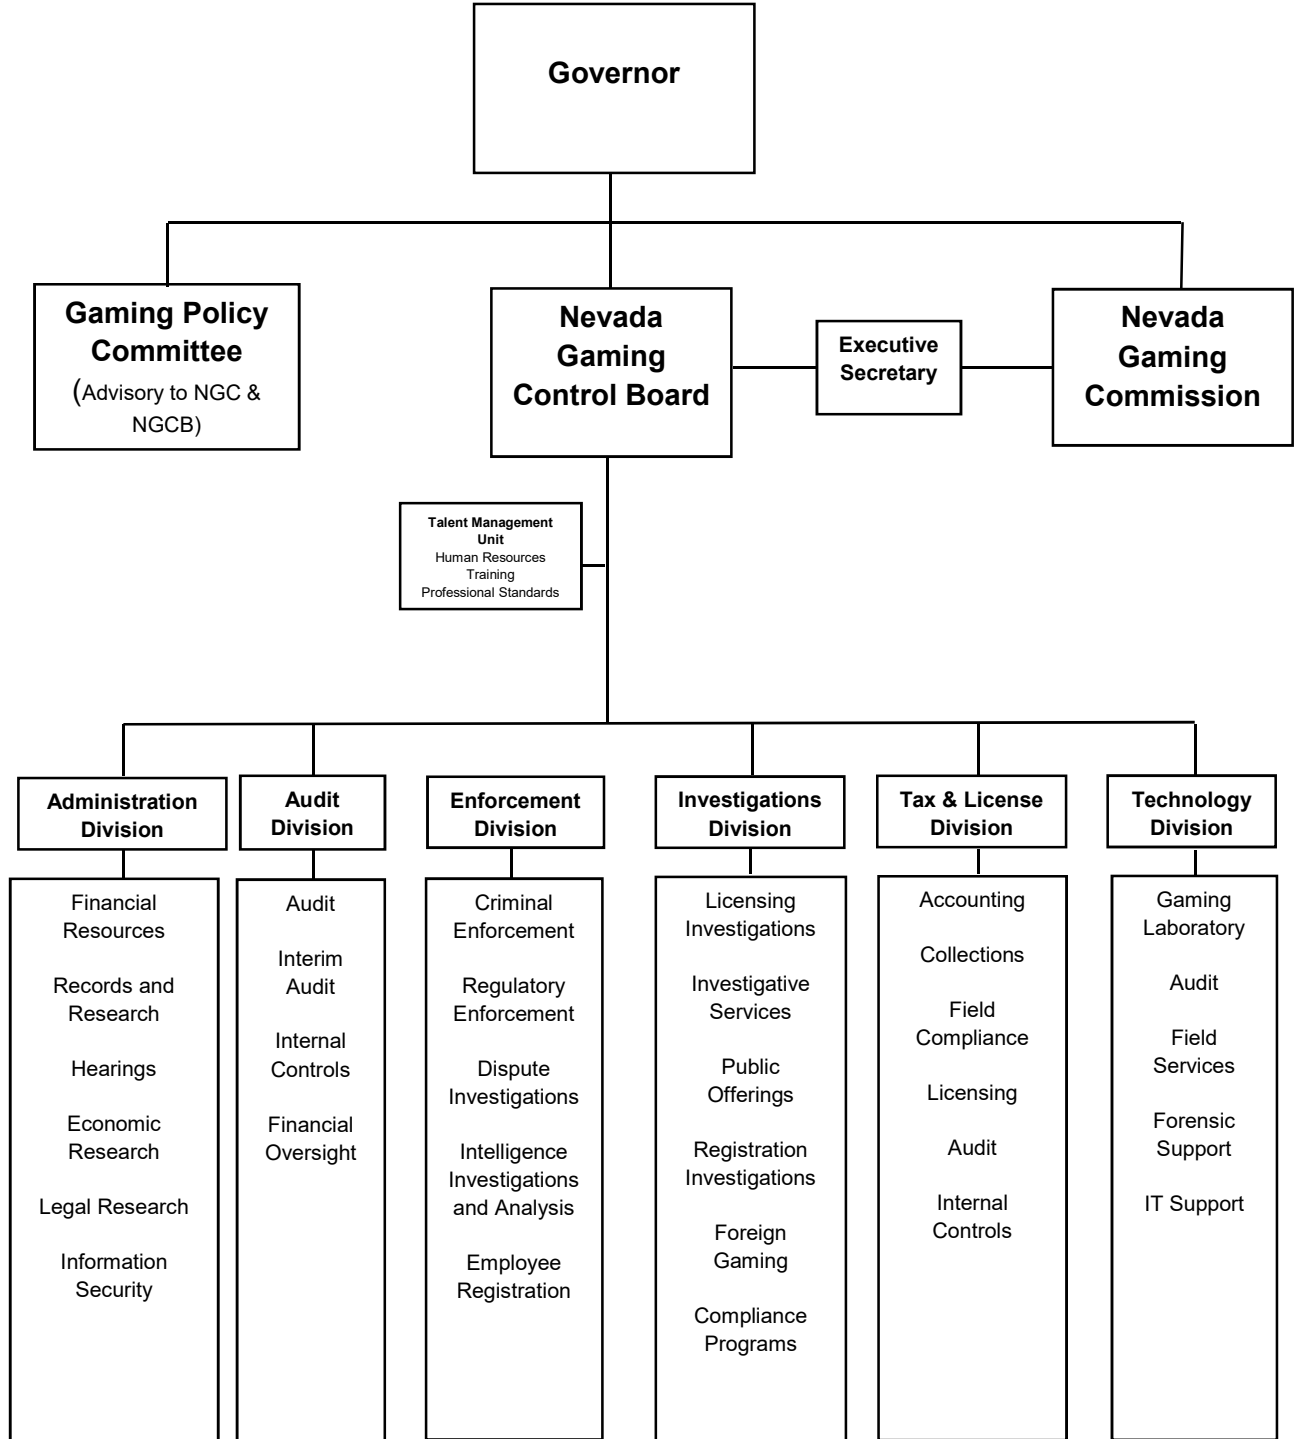 Governor
Gaming Policy
Committee
(Advisory to NGC &
NGCB)
Nevada
Gaming
Control Board
Executive
Secretary
Nevada
Gaming
Commission
Talent Management
Unit
Human Resources
Training
Professional Standards
Administration
Division
Financial
Resources
Records and
Research
Hearings
Economic
Research
Legal Research
Information
Security
Audit
Division
Audit
Interim
Audit
Internal
Controls
Financial
Oversight
Enforcement
Division
Criminal
Enforcement
Regulatory
Enforcement
Dispute
Investigations
Intelligence
Investigations
and Analysis
Employee
Registration
Investigations
Division
Licensing
Investigations
Investigative
Services
Public
Offerings
Registration
Investigations
Foreign
Gaming
Compliance
Programs
Tax & License
Division
Accounting
Collections
Field
Compliance
Licensing
Audit
Internal
Controls
Technology
Division
Gaming
Laboratory
Audit
Field
Services
Forensic
Support
IT Support